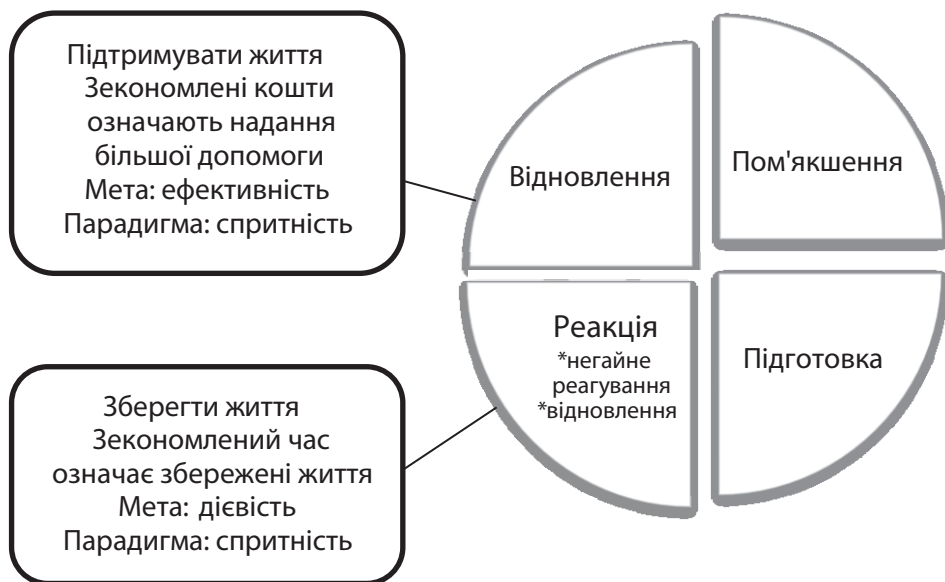 Підтримувати життя
Зекономлені кошти
означають надання
більшої допомоги
Мета: ефективність
Парадигма: спритність
Відновлення
Пом'якшення
Реакція
*негайне
реагування
*відновлення
Підготовка
Зберегти життя
Зекономлений час
означає збережені життя
Мета: дієвість
Парадигма: спритність